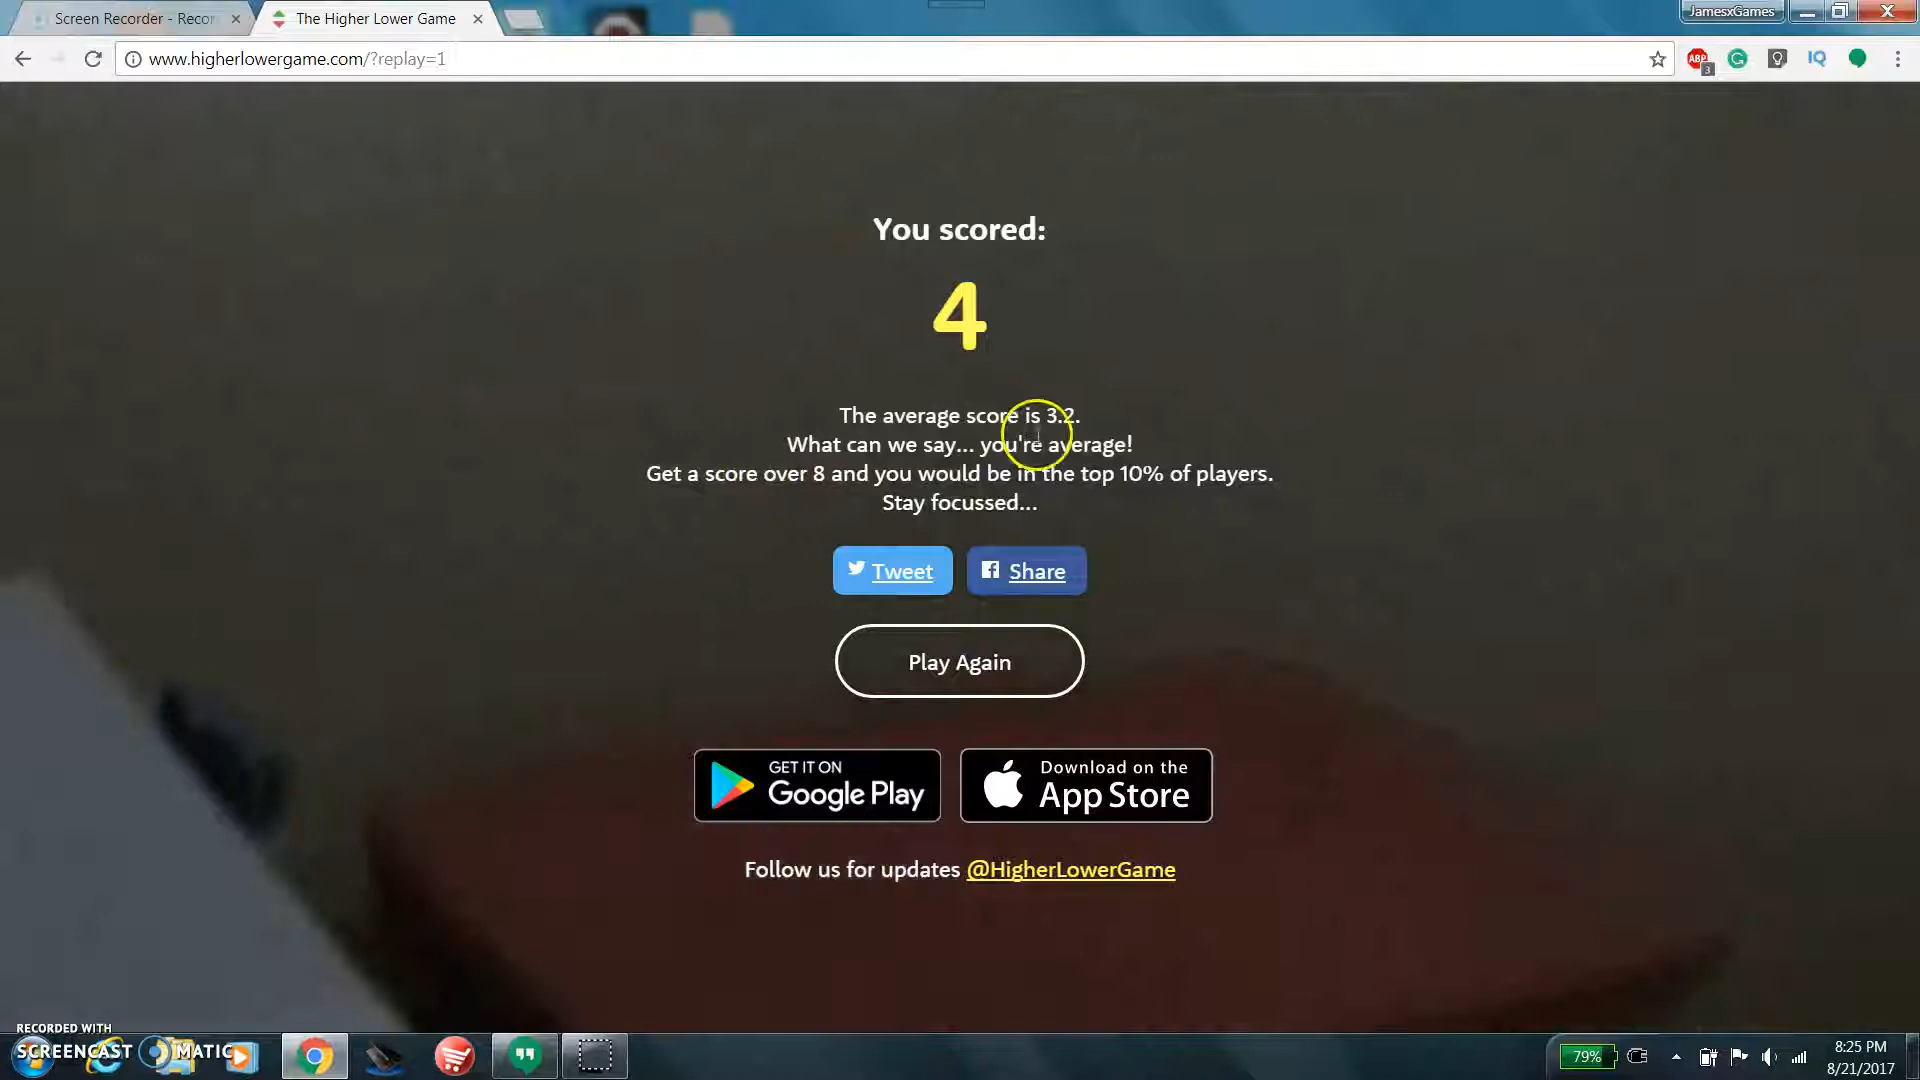 Screen Recorder - Recor
The Higher Lower Game
JamesxGames
www.higherlowergame.com/?replay=1
ABP
3
IQ
You scored:
4
The average score is 3.2.
What can we say... you're average!
Get a score over 8 and you would be in the top 10% of players.
Stay focussed...
Tweet
Share
Play Again
GET IT ON
Google Play
Download on the
App Store
Follow us for updates @HigherLowerGame
RECORDED WITH
SCREENCAST MATIC
79%
8:25 PM
8/21/2017